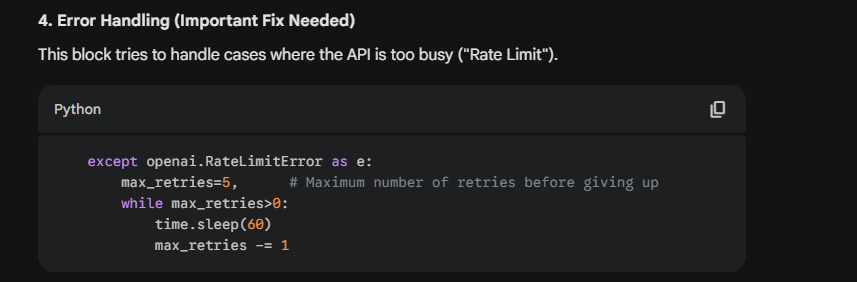 4. Error Handling (Important Fix Needed)
This block tries to handle cases where the API is too busy ("Rate Limit").
Python
except openai.RateLimitError as e:
    max_retries=5,      # Maximum number of retries before giving up
    while max_retries>0:
        time.sleep(60)
        max_retries -= 1